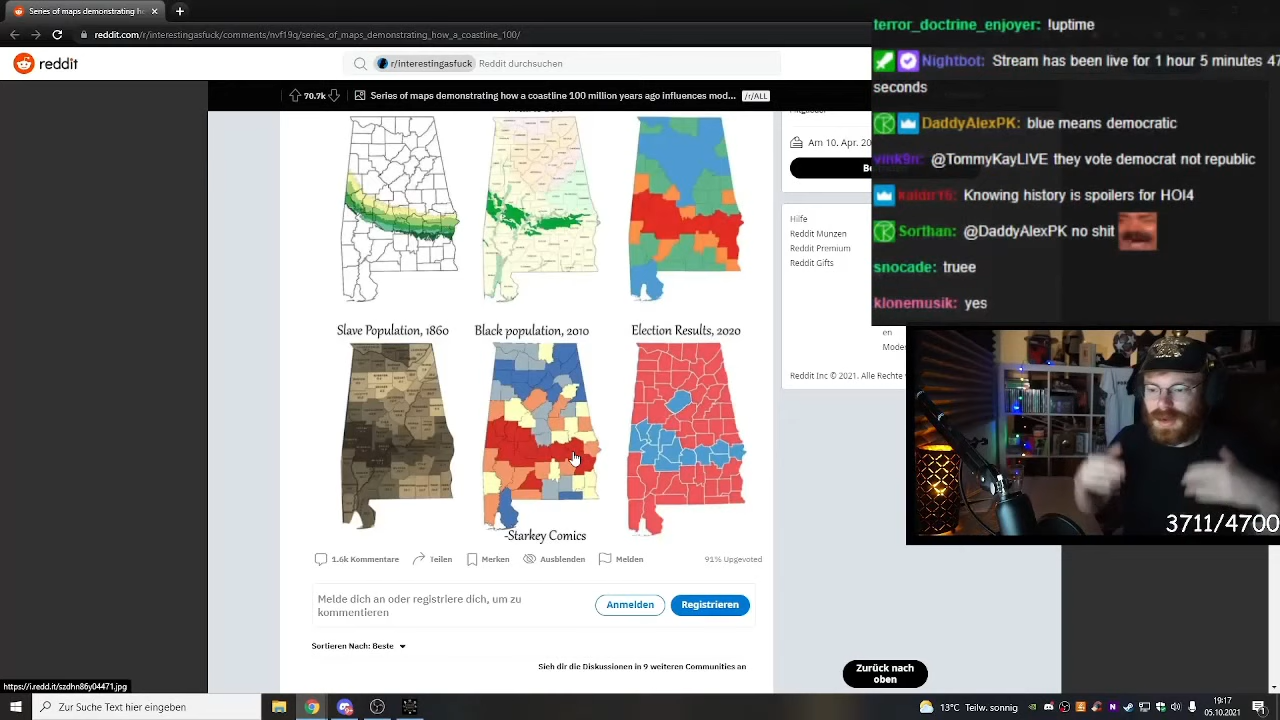 Series of maps demonstrating ho
reddit.com/r/interestingasfuck/comments/nvf19q/series_of_maps_demonstrating_how_a_coastline_100/
reddit
r/interestingasfuck
Reddit durchsuchen
70.7k
Series of maps demonstrating how a coastline 100 million years ago influences mod...
/r/ALL
Am 10. Apr. 20
Be
Hilfe
Reddit Munzen
Reddit Premium
Reddit Gifts
en
Moder
Reddit Inc © 2021. Alle Rechte
Slave Population, 1860
Black population, 2010
Election Results, 2020
-Starkey Comics
1.6k Kommentare
Teilen
Merken
Ausblenden
Melden
91% Upgevoted
Melde dich an oder registriere dich, um zu
kommentieren
Anmelden
Registrieren
Sortieren Nach: Beste
Sieh dir die Diskussionen in 9 weiteren Communities an
Zurück nach
oben
terror_doctrine_enjoyer: !uptime
Nightbot: Stream has been live for 1 hour 5 minutes 47
seconds
DaddyAlexPK: blue means democratic
vink9n: @TommyKayLIVE they vote democrat not republic
Knowing history is spoilers for HOI4
Sorthan: @DaddyAlexPK no shit
snocade: truee
klonemusik: yes
3711/4700
https://i.redd.it/szdhn86y04471.jpg
Zur Suche Text hier eingeben
13°C Teilw. sonnig
19:17
05.10.2021